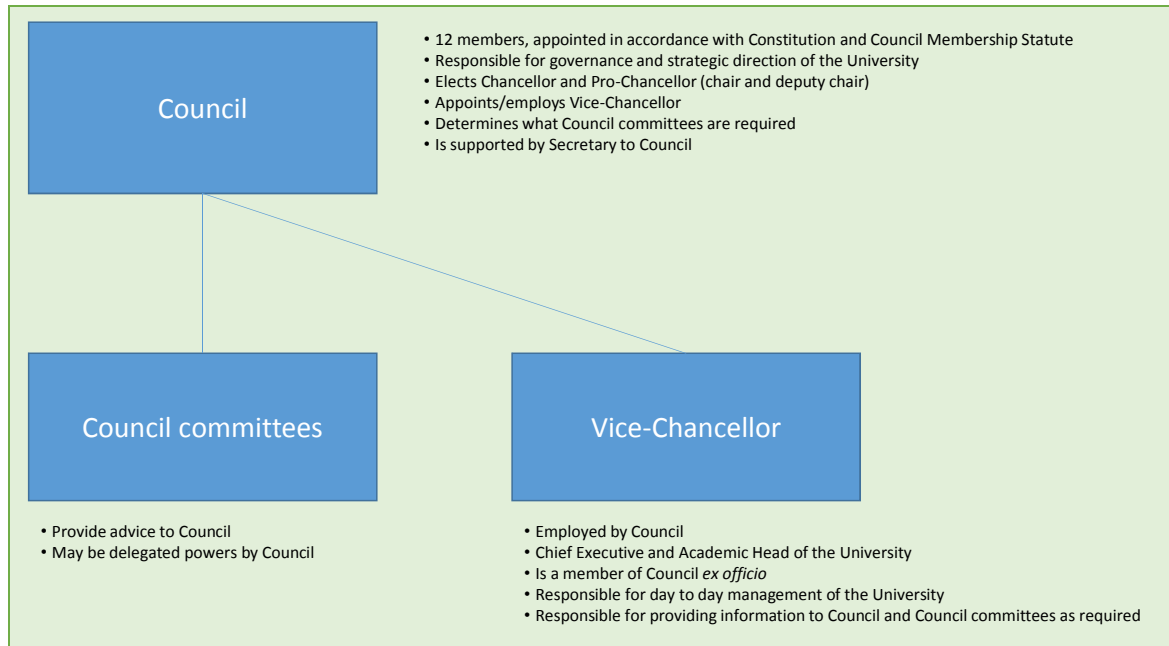 Council
• 12 members, appointed in accordance with Constitution and Council Membership Statute
• Responsible for governance and strategic direction of the University
• Elects Chancellor and Pro-Chancellor (chair and deputy chair)
• Appoints/employs Vice-Chancellor
• Determines what Council committees are required
• Is supported by Secretary to Council
Council committees
• Provide advice to Council
• May be delegated powers by Council
Vice-Chancellor
• Employed by Council
• Chief Executive and Academic Head of the University
• Is a member of Council ex officio
• Responsible for day to day management of the University
• Responsible for providing information to Council and Council committees as required